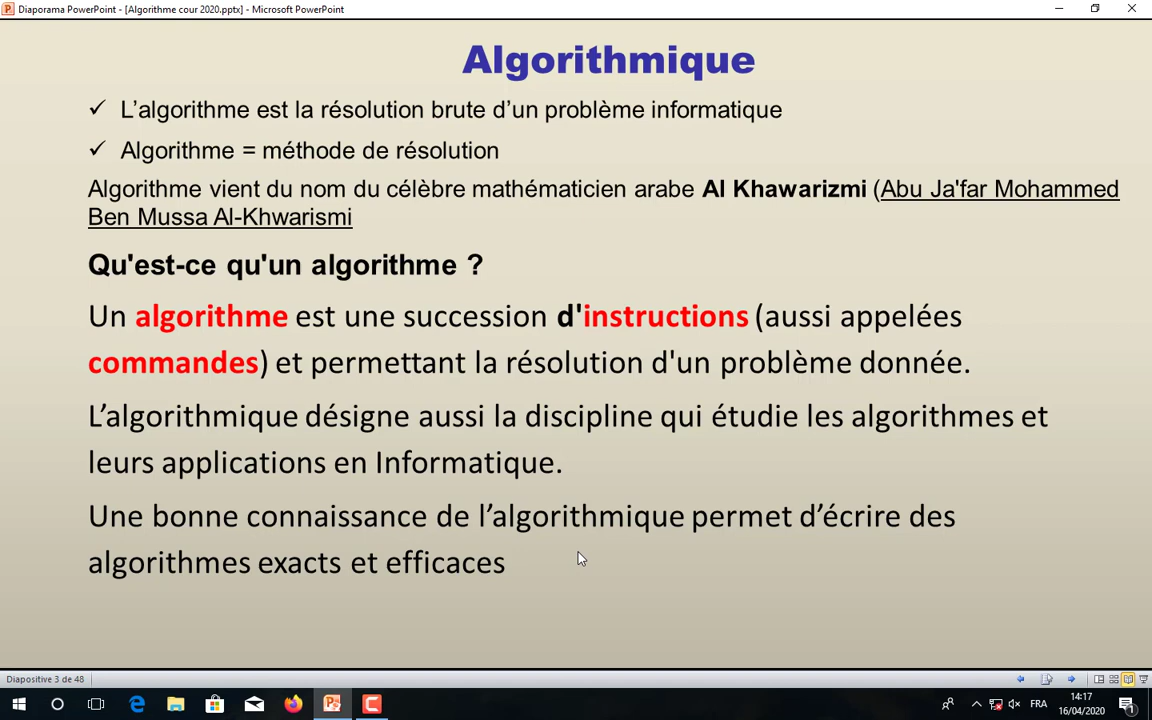 Diaporama PowerPoint - [Algorithme cour 2020.pptx] - Microsoft PowerPoint
Algorithmique
✓ L’algorithme est la résolution brute d’un problème informatique
✓ Algorithme = méthode de résolution
Algorithme vient du nom du célèbre mathématicien arabe Al Khawarizmi (Abu Ja'far Mohammed
Ben Mussa Al-Khwarismi
Qu'est-ce qu'un algorithme ?
Un algorithme est une succession d'instructions (aussi appelées
commandes) et permettant la résolution d'un problème donnée.
L’algorithmique désigne aussi la discipline qui étudie les algorithmes et
leurs applications en Informatique.
Une bonne connaissance de l’algorithmique permet d’écrire des
algorithmes exacts et efficaces
Diapositive 3 de 48
14:17
FRA
16/04/2020
1